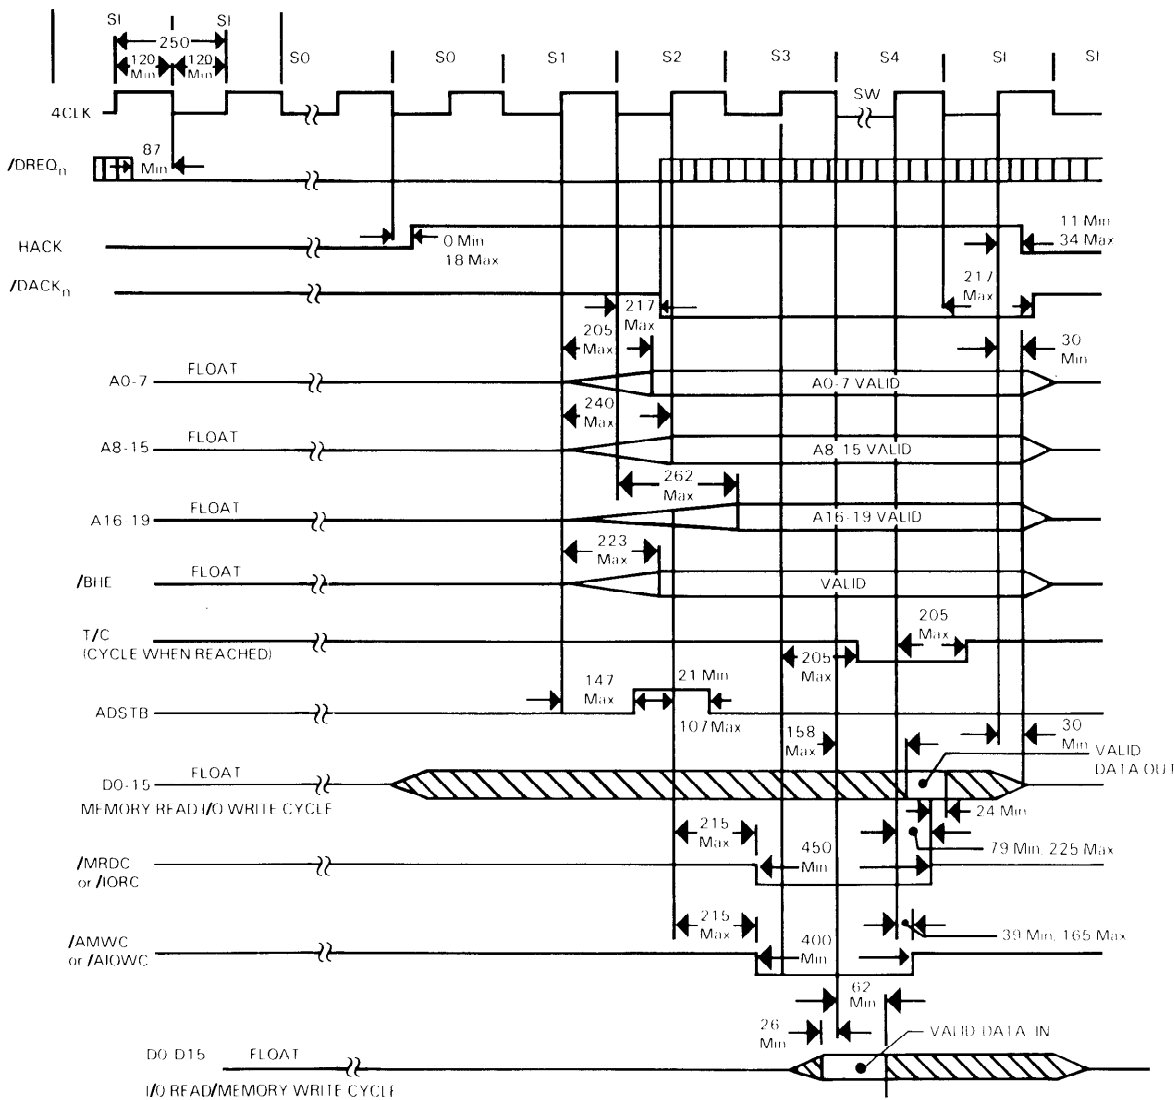 SI SI
250
120 Min 120 Min
S0 S0 S1 S2 S3 S4 SI SI
4CLK SW
/DREQn 87 Min
HACK 0 Min 18 Max 11 Min 34 Max
/DACKn 217 Max 217 Max
205 Max 30 Min
A0-7 FLOAT A0-7 VALID
240 Max
A8-15 FLOAT A8-15 VALID
262 Max
A16-19 FLOAT A16-19 VALID
223 Max
/BHE FLOAT VALID
T/C 205 Max
(CYCLE WHEN REACHED) 205 Max
147 Max 21 Min
ADSTB 107 Max
158 Max 30 Min
D0-15 FLOAT VALID DATA OUT
MEMORY READ I/O WRITE CYCLE 24 Min
215 Max 79 Min, 225 Max
/MRDC 450 Min
or /IORC
215 Max 39 Min, 165 Max
/AMWC 400 Min
or /AIOWC
62 Min
26 Min VALID DATA IN
D0 D15 FLOAT
I/O READ/MEMORY WRITE CYCLE